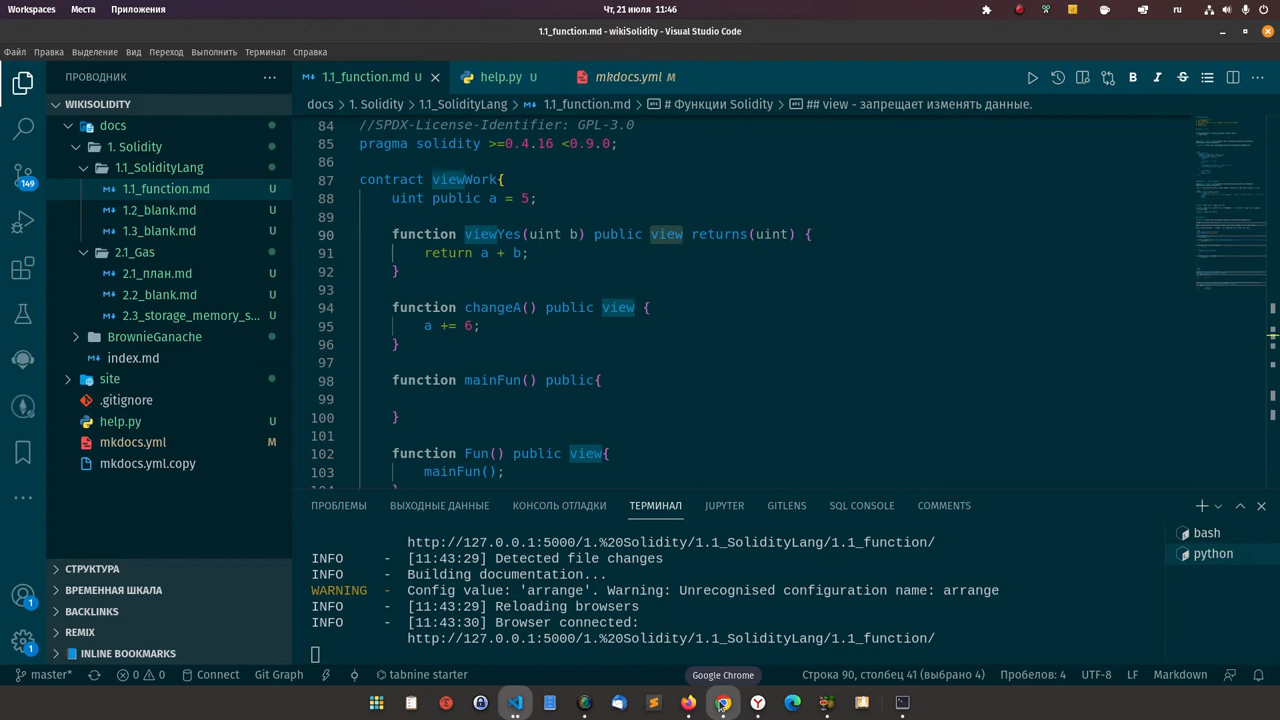 Workspaces Места Приложения Чт, 21 июля 11:46 ru
1.1_function.md - wikiSolidity - Visual Studio Code
Файл Правка Выделение Вид Переход Выполнить Терминал Справка
ПРОВОДНИК
1.1_function.md U help.py U mkdocs.yml M
WIKISOLIDITY
docs > 1. Solidity > 1.1_SolidityLang > 1.1_function.md > # Функции Solidity > ## view - запрещает изменять данные.
docs
1. Solidity
1.1_SolidityLang
1.1_function.md U
1.2_blank.md U
1.3_blank.md U
2.1_Gas
2.1_план.md U
2.2_blank.md U
2.3_storage_memory_s... U
BrownieGanache
index.md
site
.gitignore
help.py U
mkdocs.yml M
mkdocs.yml.copy
СТРУКТУРА
ВРЕМЕННАЯ ШКАЛА
BACKLINKS
REMIX
INLINE BOOKMARKS
149
1
1
84 //SPDX-License-Identifier: GPL-3.0
85 pragma solidity >=0.4.16 <0.9.0;
86
87 contract viewWork{
88 uint public a = 5;
89
90 function viewYes(uint b) public view returns(uint) {
91 return a + b;
92 }
93
94 function changeA() public view {
95 a += 6;
96 }
97
98 function mainFun() public{
99
100 }
101
102 function Fun() public view{
103 mainFun();
104 }
ПРОБЛЕМЫ ВЫХОДНЫЕ ДАННЫЕ КОНСОЛЬ ОТЛАДКИ ТЕРМИНАЛ JUPYTER GITLENS SQL CONSOLE COMMENTS
http://127.0.0.1:5000/1.%20Solidity/1.1_SolidityLang/1.1_function/
INFO - [11:43:29] Detected file changes
INFO - Building documentation...
WARNING - Config value: 'arrange'. Warning: Unrecognised configuration name: arrange
INFO - [11:43:29] Reloading browsers
INFO - [11:43:30] Browser connected:
http://127.0.0.1:5000/1.%20Solidity/1.1_SolidityLang/1.1_function/
bash
python
Google Chrome
master* 0 0 Connect Git Graph tabnine starter Строка 90, столбец 41 (выбрано 4) Пробелов: 4 UTF-8 LF Markdown